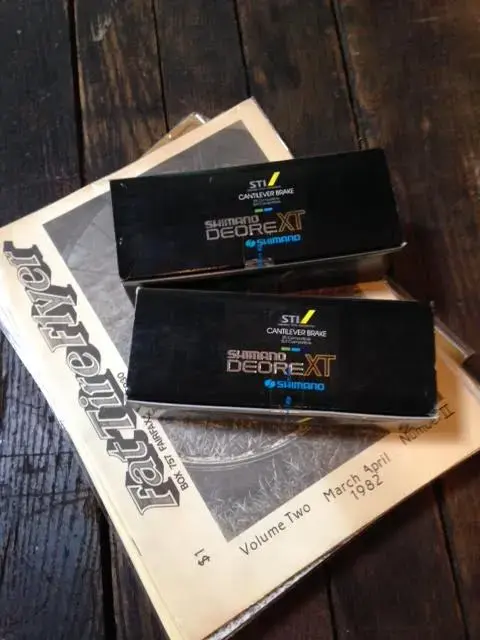 STI
CANTILEVER BRAKE
SHIMANO
DEORE XT
SHIMANO
STI
CANTILEVER BRAKE
SHIMANO
DEORE XT
SHIMANO
Fat Tire Flyer
BOX 757 FAIRFAX
$1
Volume Two
March April
1982
Number II